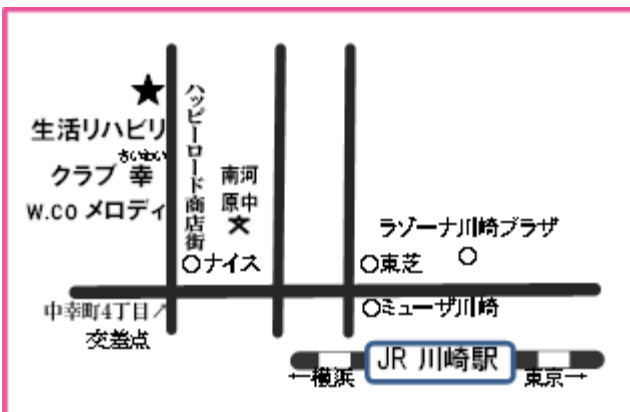 ★
生活リハビリ
さいわい
クラブ 幸
W.co メロディ
ハッピーロード商店街
南河
原中
文
○ナイス
ラゾーナ川崎プラザ
○
○東芝
○ミューザ川崎
中幸町4丁目↗
交差点
JR 川崎駅
←横浜
東京→